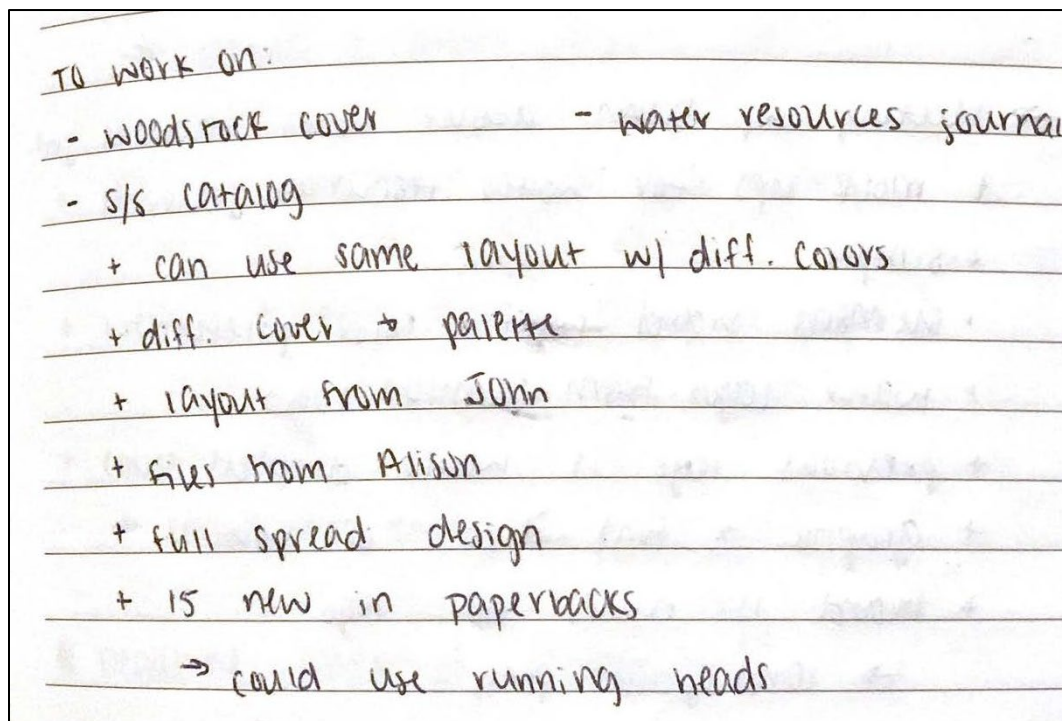 TO WORK ON:
- woodstock cover - water resources journal
- s/s catalog
+ can use same layout w/ diff. colors
+ diff. cover + palette
+ layout from John
+ files from Alison
+ full spread design
+ 15 new in paperbacks
→ could use running heads